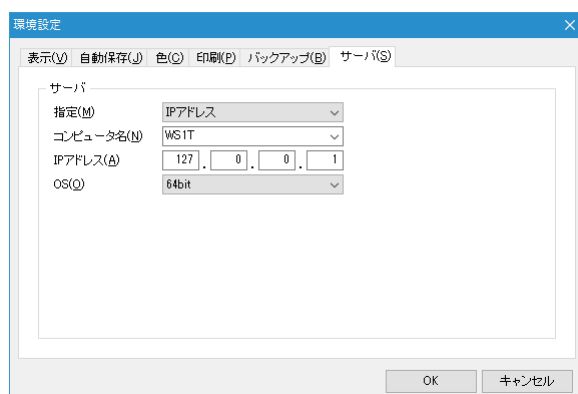 環境設定
表示(V) 自動保存(J) 色(C) 印刷(P) バックアップ(B) サーバ(S)
サーバ
指定(M) IPアドレス
コンピュータ名(N) WS1T
IPアドレス(A) 127 . 0 . 0 . 1
OS(O) 64bit
OK キャンセル